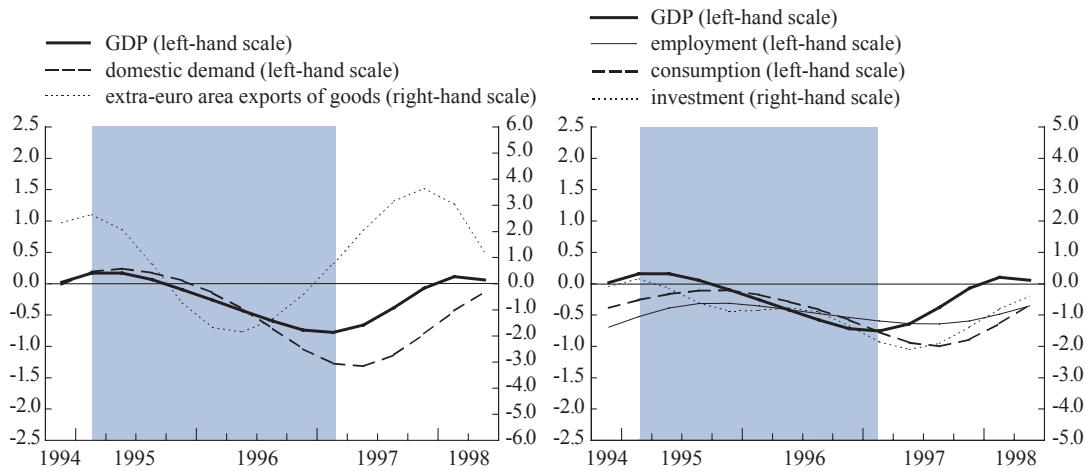 GDP (left-hand scale)
domestic demand (left-hand scale)
extra-euro area exports of goods (right-hand scale)
2.5 6.0
2.0 5.0
1.5 4.0
1.0 3.0
0.5 2.0
0.0 1.0
-0.5 0.0
-1.0 -1.0
-1.5 -2.0
-2.0 -3.0
-2.5 -4.0
-5.0
-6.0
1994 1995 1996 1997 1998
GDP (left-hand scale)
employment (left-hand scale)
consumption (left-hand scale)
investment (right-hand scale)
2.5 5.0
2.0 4.0
1.5 3.0
1.0 2.0
0.5 1.0
0.0 0.0
-0.5 -1.0
-1.0 -2.0
-1.5 -3.0
-2.0 -4.0
-2.5 -5.0
1994 1995 1996 1997 1998